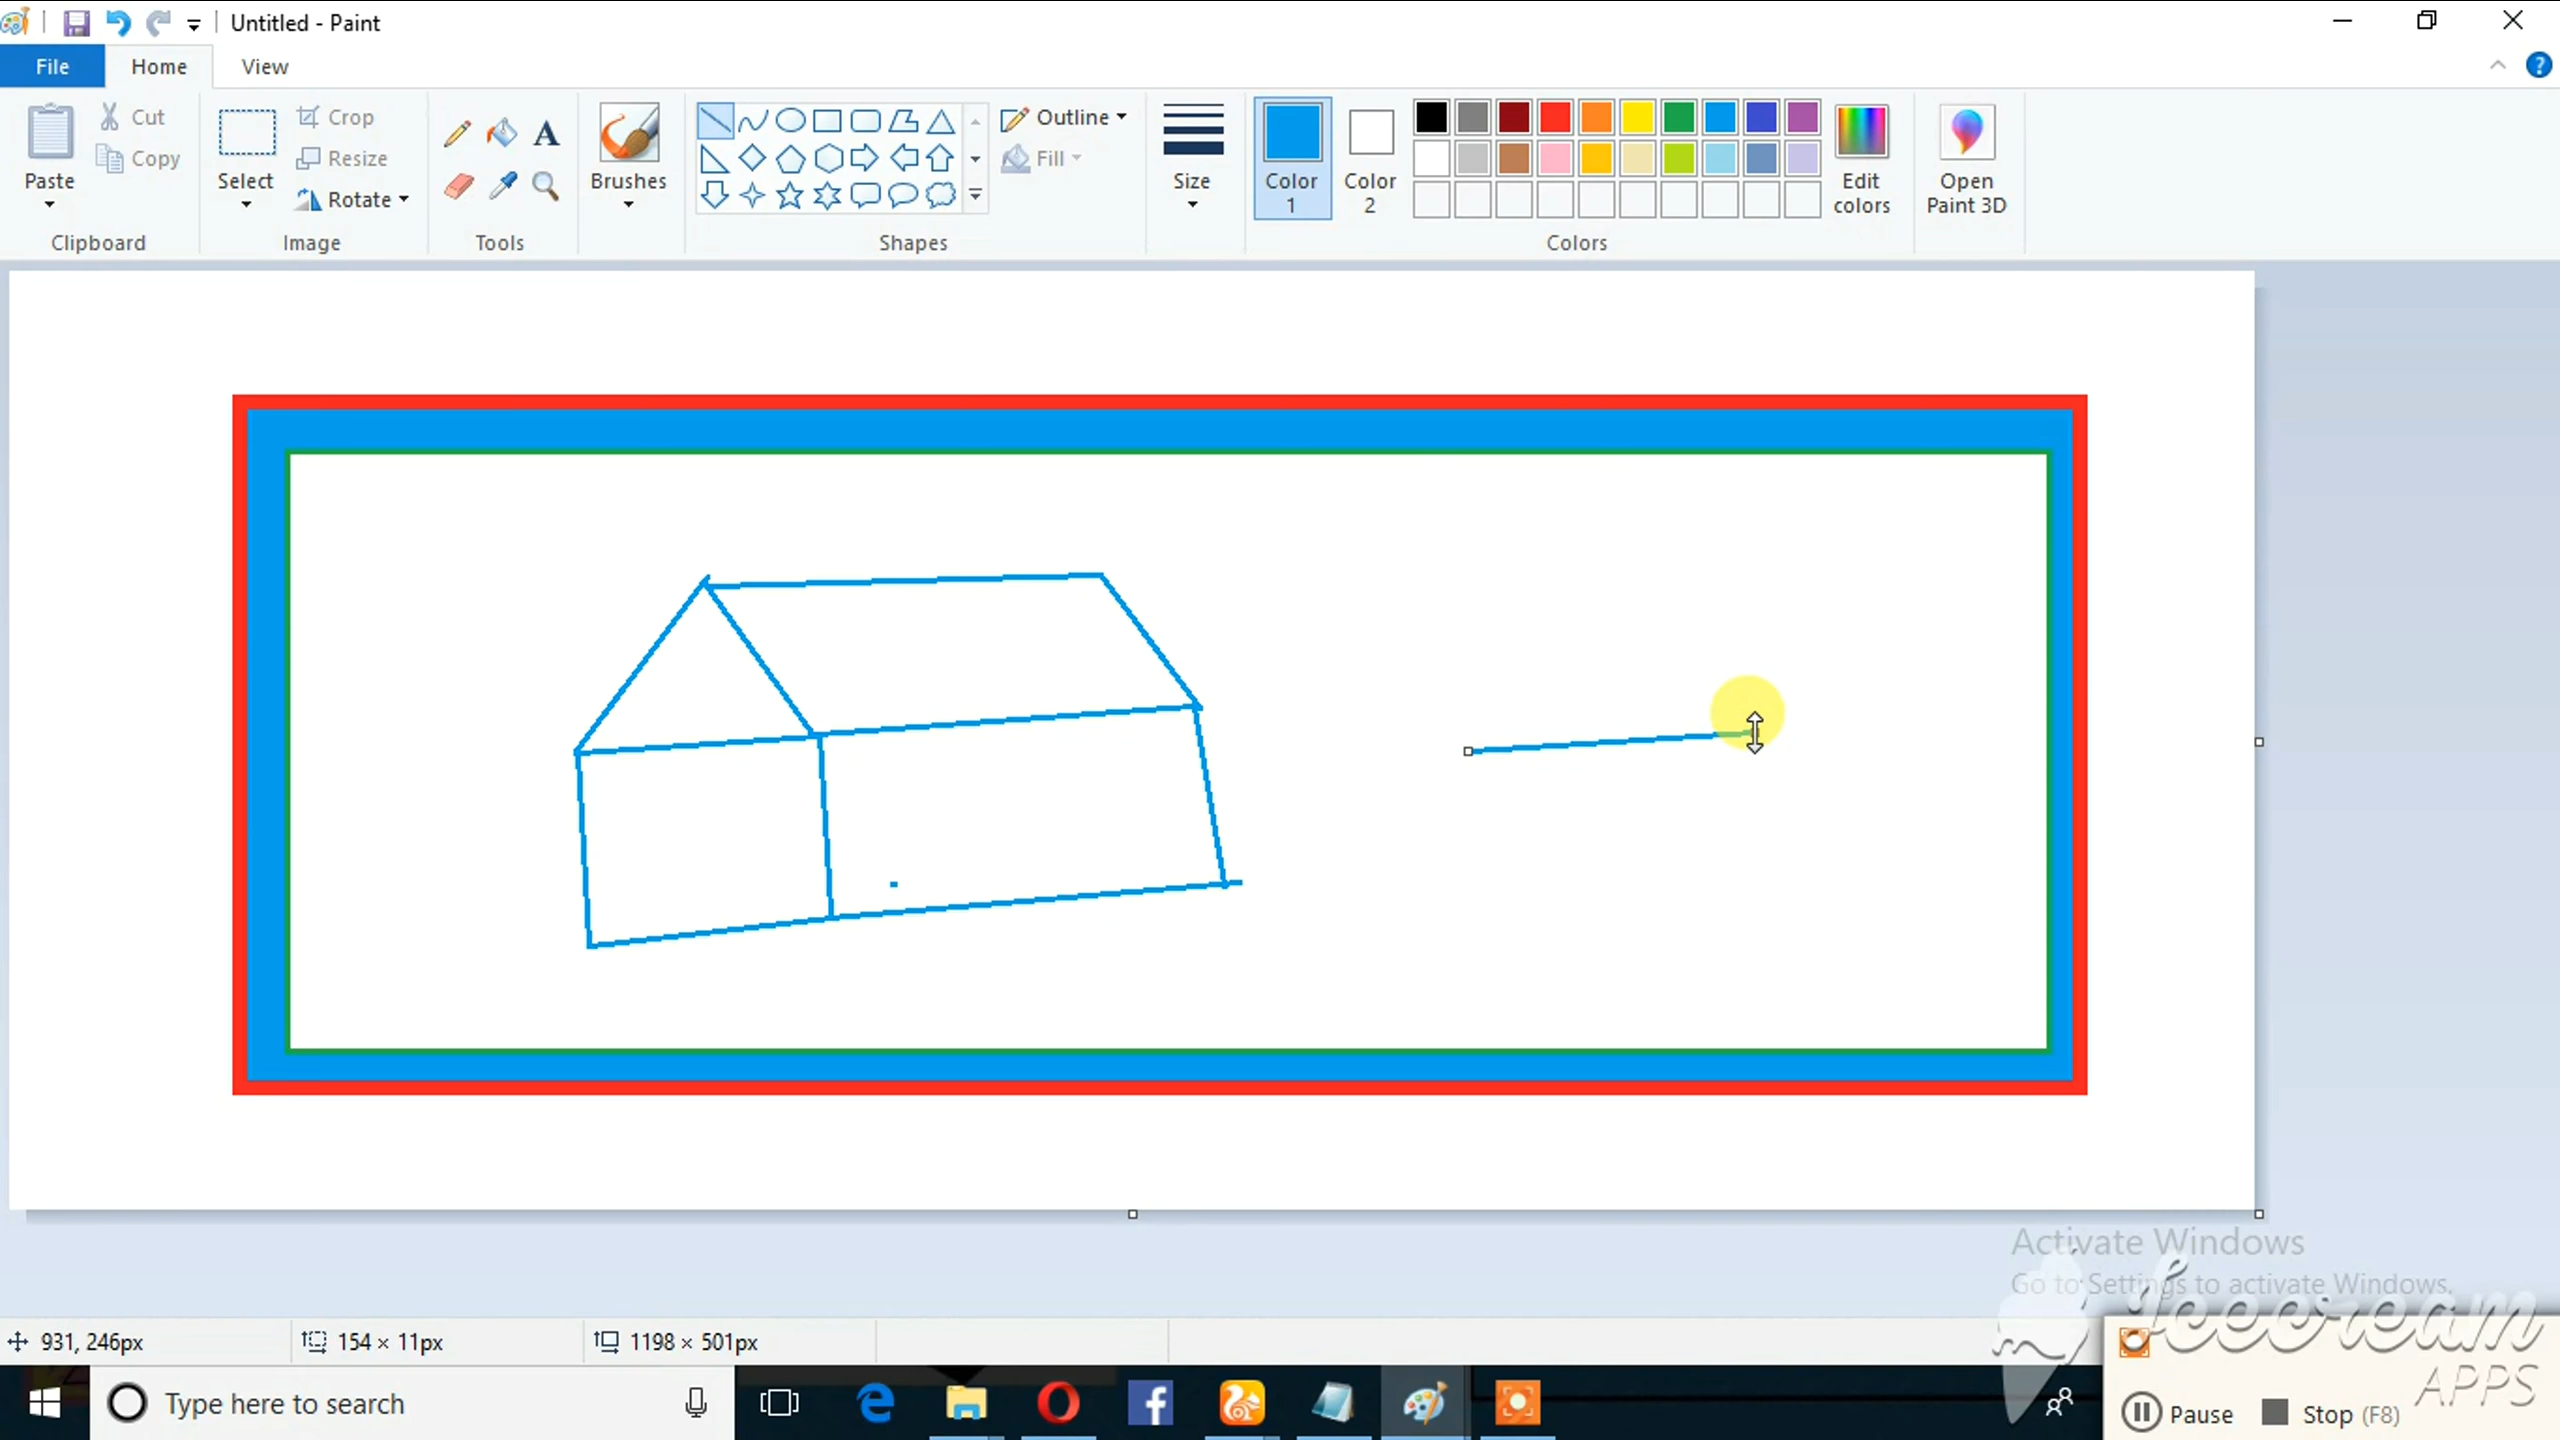 Untitled - Paint
File Home View
Cut
Copy
Paste
Clipboard
Crop
Resize
Select
Rotate
Image
A
Tools
Brushes
Outline
Fill
Shapes
Size
Color 1
Color 2
Edit colors
Colors
Open Paint 3D
?
Activate Windows
Go to Settings to activate Windows.
931, 246px 154 × 11px 1198 × 501px
Icecream
APPS
Type here to search
Pause Stop (F8)